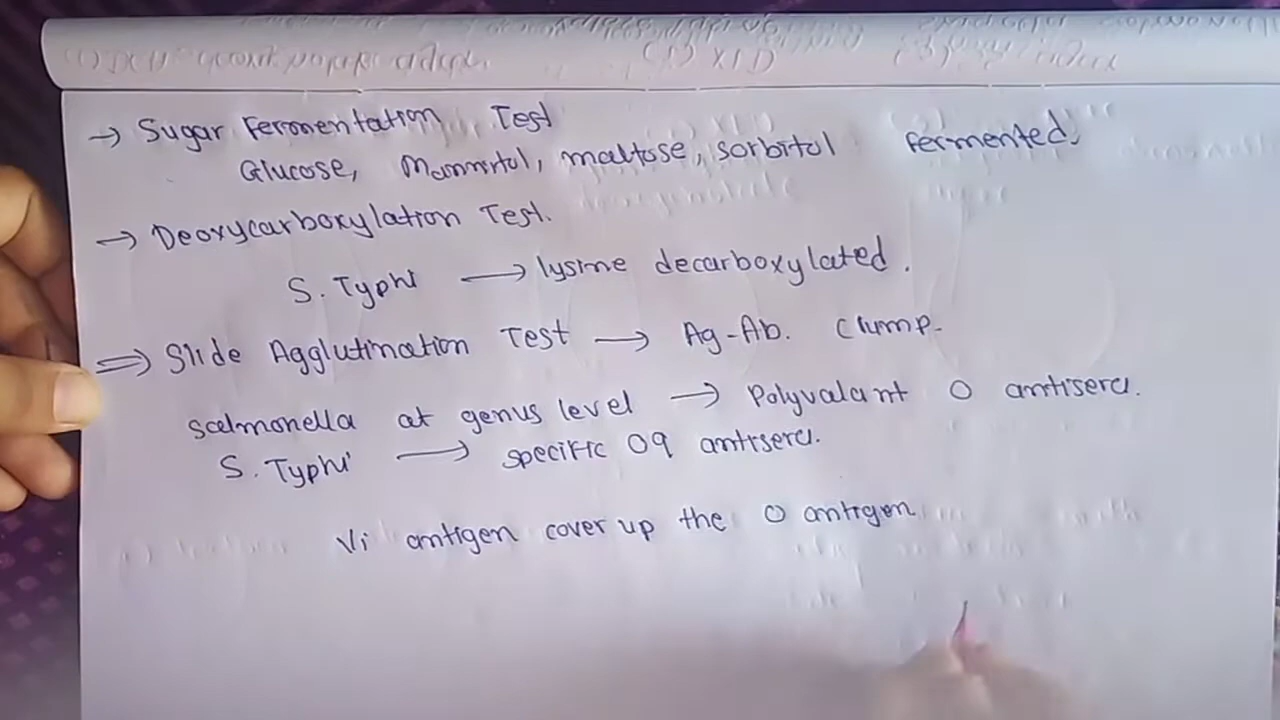 → Sugar Fermentation Test
Glucose, Mannitol, maltose, sorbitol fermented.
→ Deoxycarboxylation Test.
S. Typhi → lysine decarboxylated.
⇒ Slide Agglutination Test → Ag-Ab. Clump.
Salmonella at genus level → Polyvalant O antisera.
S. Typhi → specific O9 antisera.
Vi antigen cover up the O antigen